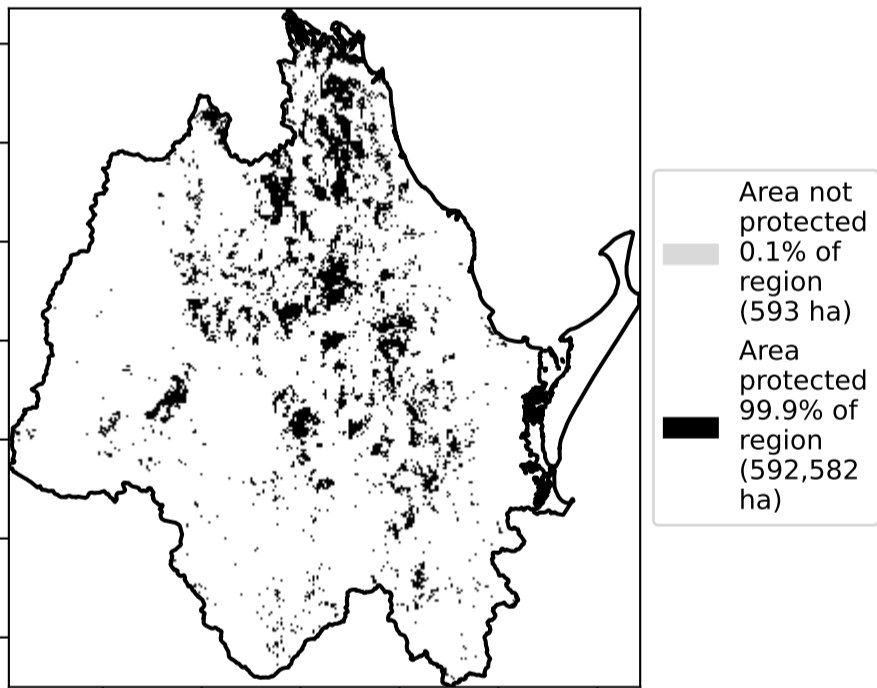 Area not
protected
0.1% of
region
(593 ha)
Area
protected
99.9% of
region
(592,582
ha)